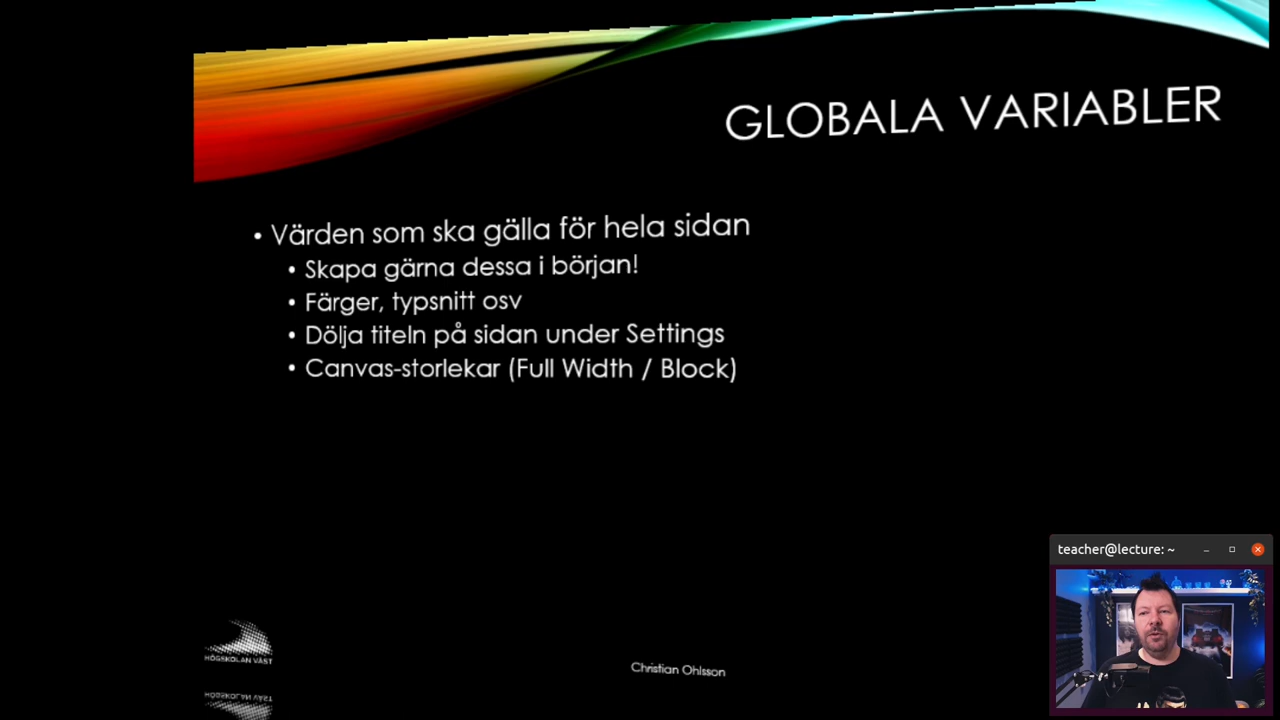 GLOBALA VARIABLER
• Värden som ska gälla för hela sidan
• Skapa gärna dessa i början!
• Färger, typsnitt osv
• Dölja titeln på sidan under Settings
• Canvas-storlekar (Full Width / Block)
teacher@lecture: ~
HÖGSKOLAN VÄST
Christian Ohlsson